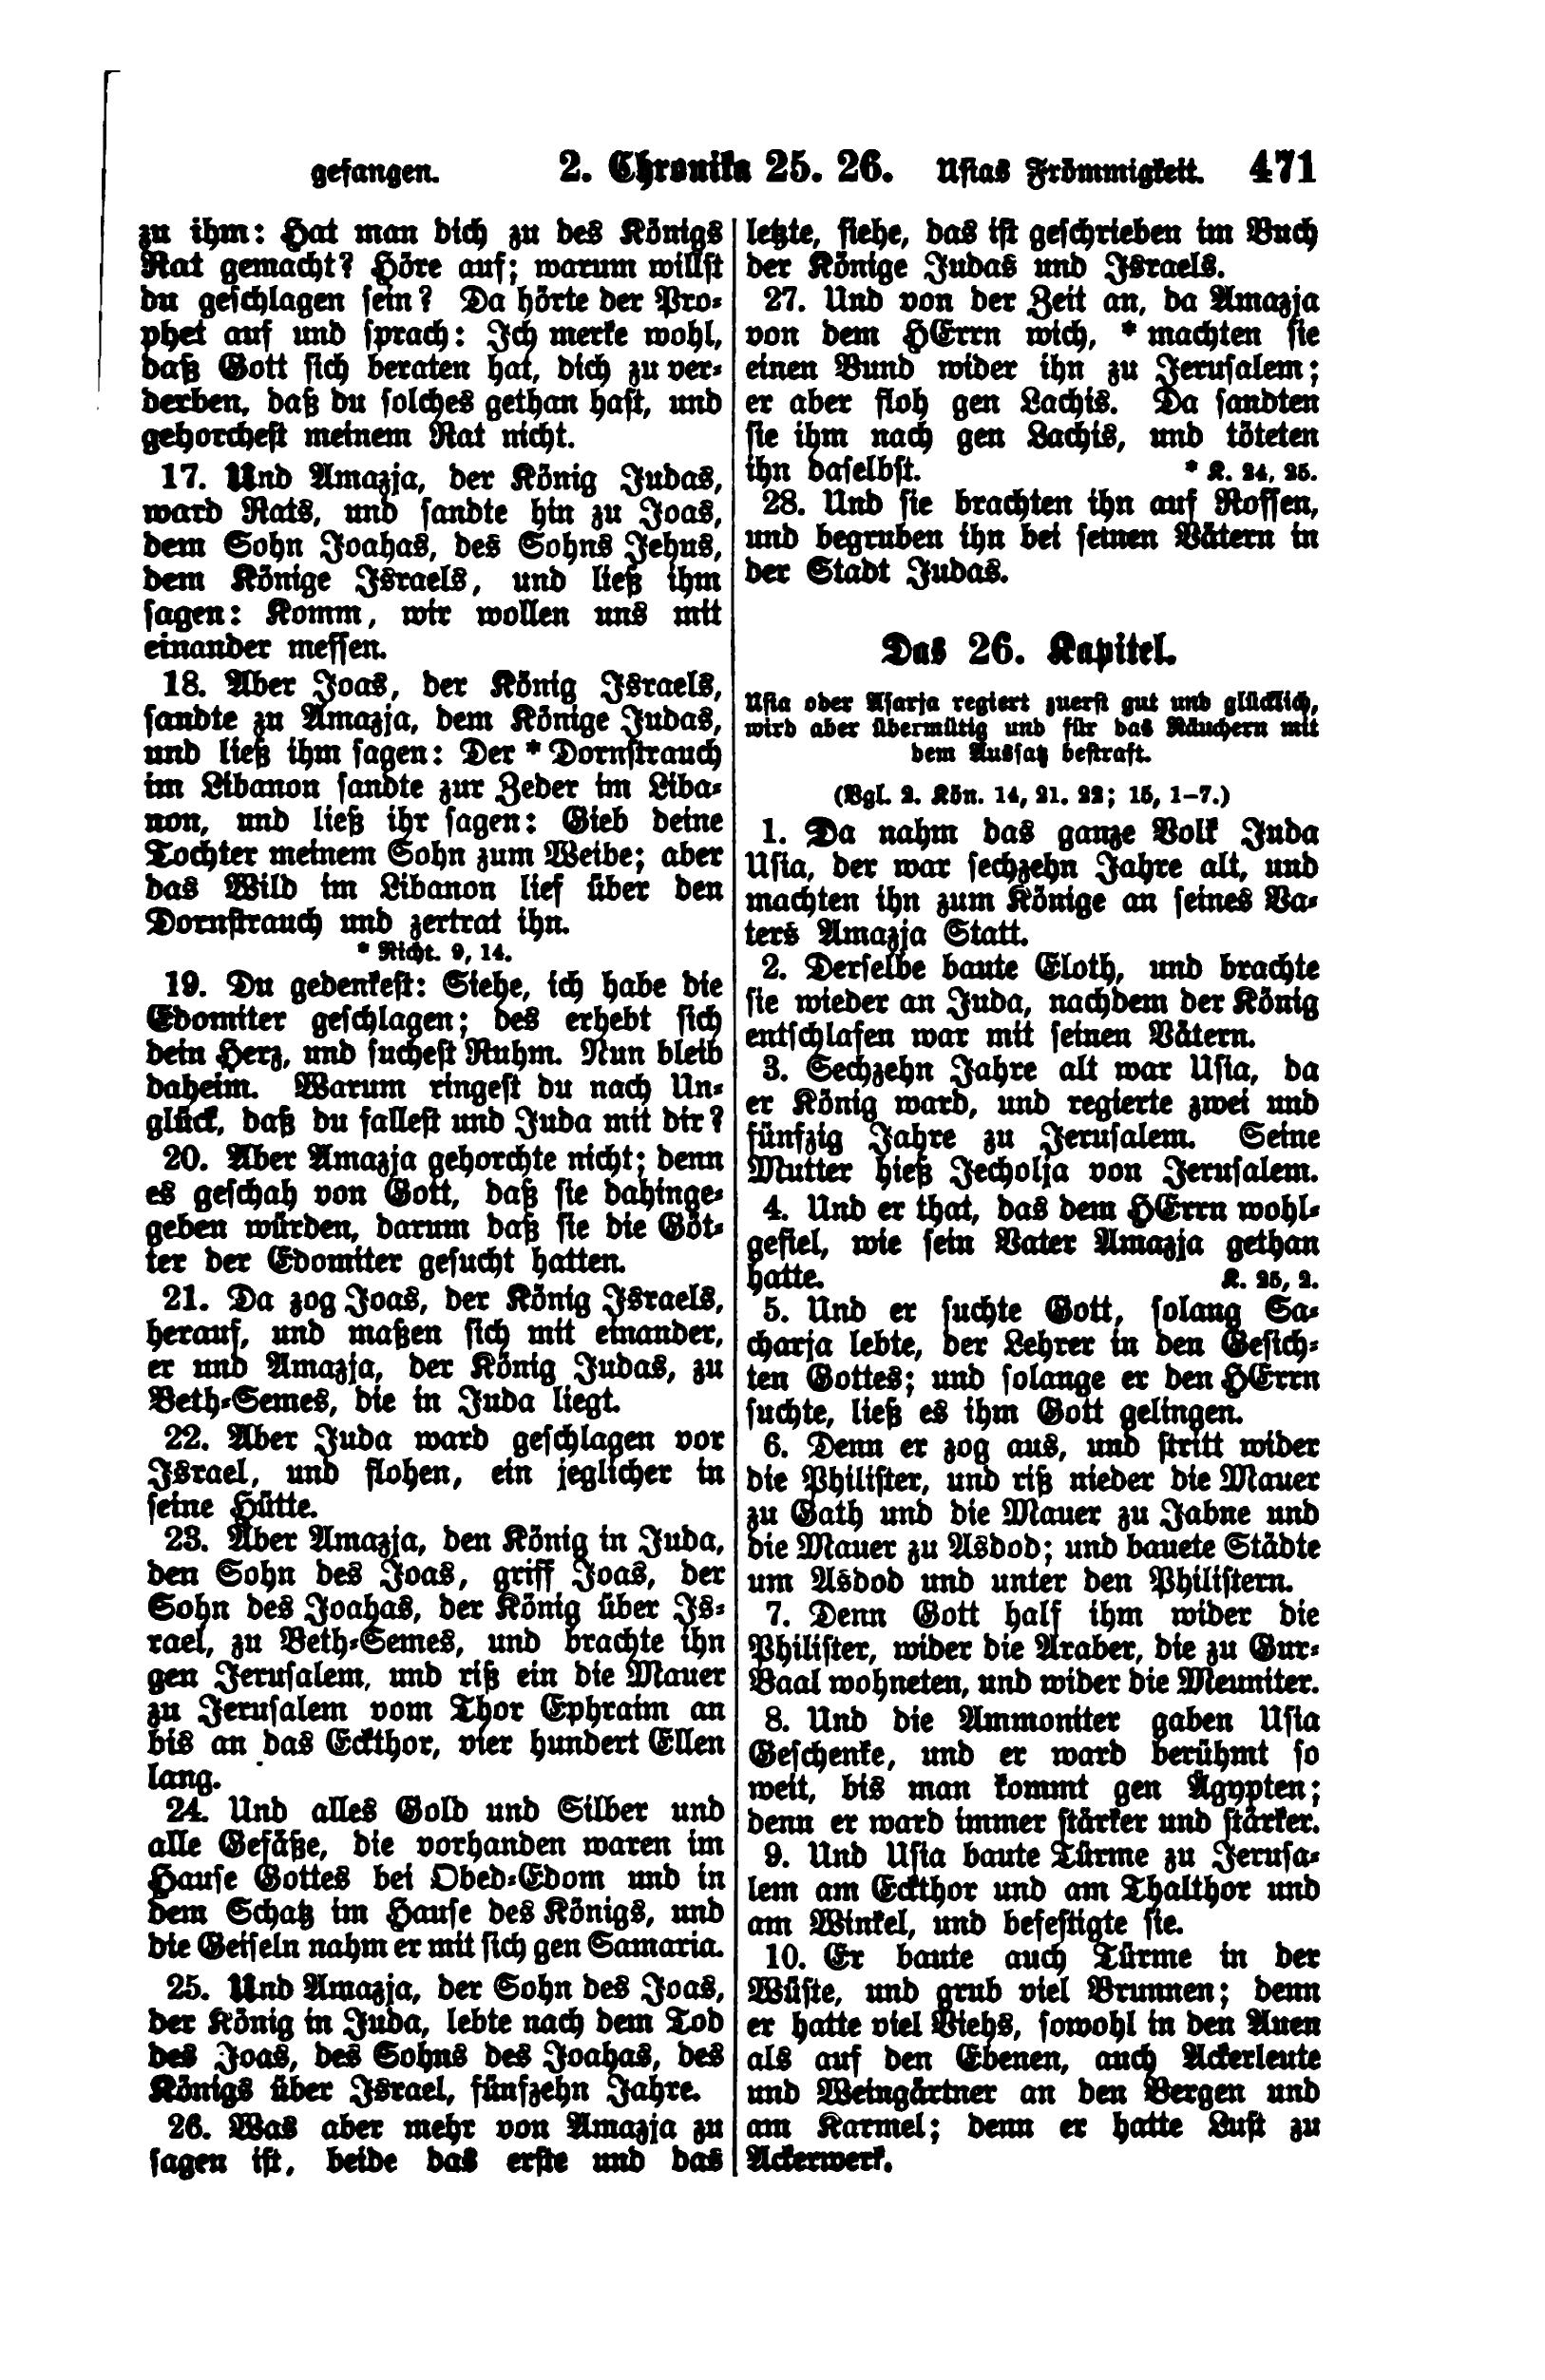 gefangen. 2. Chronika 25. 26. Usias Frömmigkeit. 471
zu ihm: Hat man dich zu des Königs
Rat gemacht? Höre auf; warum willst
du geschlagen sein? Da hörte der Pro-
phet auf und sprach: Ich merke wohl,
daß Gott sich beraten hat, dich zu ver-
derben, daß du solches gethan hast, und
gehorchest meinem Rat nicht.
17. Und Amazja, der König Judas,
ward Rats, und sandte hin zu Joas,
dem Sohn Joahas, des Sohns Jehus,
dem Könige Israels, und ließ ihm
sagen: Komm, wir wollen uns mit
einander messen.
18. Aber Joas, der König Israels,
sandte zu Amazja, dem Könige Judas,
und ließ ihm sagen: Der * Dornstrauch
im Libanon sandte zur Zeder im Liba-
non, und ließ ihr sagen: Gieb deine
Tochter meinem Sohn zum Weibe; aber
das Wild im Libanon lief über den
Dornstrauch und zertrat ihn.
* Richt. 9, 14.
19. Du gedenkest: Siehe, ich habe die
Edomiter geschlagen; des erhebt sich
dein Herz, und suchest Ruhm. Nun bleib
daheim. Warum ringest du nach Un-
glück, daß du fallest und Juda mit dir?
20. Aber Amazja gehorchte nicht; denn
es geschah von Gott, daß sie dahinge-
geben würden, darum daß sie die Göt-
ter der Edomiter gesucht hatten.
21. Da zog Joas, der König Israels,
herauf, und maßen sich mit einander,
er und Amazja, der König Judas, zu
Beth-Semes, die in Juda liegt.
22. Aber Juda ward geschlagen vor
Israel, und flohen, ein jeglicher in
seine Hütte.
23. Aber Amazja, den König in Juda,
den Sohn des Joas, griff Joas, der
Sohn des Joahas, der König über Is-
rael, zu Beth-Semes, und brachte ihn
gen Jerusalem, und riß ein die Mauer
zu Jerusalem vom Thor Ephraim an
bis an das Eckthor, vier hundert Ellen
lang.
24. Und alles Gold und Silber und
alle Gefäße, die vorhanden waren im
Hause Gottes bei Obed-Edom und in
dem Schatz im Hause des Königs, und
die Geiseln nahm er mit sich gen Samaria.
25. Und Amazja, der Sohn des Joas,
der König in Juda, lebte nach dem Tod
des Joas, des Sohns des Joahas, des
Königs über Israel, fünfzehn Jahre.
26. Was aber mehr von Amazja zu
sagen ist, beide das erste und das
letzte, siehe, das ist geschrieben im Buch
der Könige Judas und Israels.
27. Und von der Zeit an, da Amazja
von dem HErrn wich, * machten sie
einen Bund wider ihn zu Jerusalem;
er aber floh gen Lachis. Da sandten
sie ihm nach gen Lachis, und töteten
ihn daselbst. * K. 24, 25.
28. Und sie brachten ihn auf Rossen,
und begruben ihn bei seinen Vätern in
der Stadt Judas.
Das 26. Kapitel.
Usia oder Asarja regiert zuerst gut und glücklich,
wird aber übermütig und für das Räuchern mit
dem Aussatz bestraft.
(Vgl. 2. Kön. 14, 21. 22; 15, 1–7.)
1. Da nahm das ganze Volk Juda
Usia, der war sechzehn Jahre alt, und
machten ihn zum Könige an seines Va-
ters Amazja Statt.
2. Derselbe baute Eloth, und brachte
sie wieder an Juda, nachdem der König
entschlafen war mit seinen Vätern.
3. Sechzehn Jahre alt war Usia, da
er König ward, und regierte zwei und
fünfzig Jahre zu Jerusalem. Seine
Mutter hieß Jecholja von Jerusalem.
4. Und er that, das dem HErrn wohl-
gefiel, wie sein Vater Amazja gethan
hatte. K. 25, 2.
5. Und er suchte Gott, solang Sa-
charja lebte, der Lehrer in den Gesich-
ten Gottes; und solange er den HErrn
suchte, ließ es ihm Gott gelingen.
6. Denn er zog aus, und stritt wider
die Philister, und riß nieder die Mauer
zu Gath und die Mauer zu Jabne und
die Mauer zu Asdod; und bauete Städte
um Asdod und unter den Philistern.
7. Denn Gott half ihm wider die
Philister, wider die Araber, die zu Gur-
Baal wohneten, und wider die Meuniter.
8. Und die Ammoniter gaben Usia
Geschenke, und er ward berühmt so
weit, bis man kommt gen Ägypten;
denn er ward immer stärker und stärker.
9. Und Usia baute Türme zu Jerusa-
lem am Eckthor und am Thalthor und
am Winkel, und befestigte sie.
10. Er baute auch Türme in der
Wüste, und grub viel Brunnen; denn
er hatte viel Viehs, sowohl in den Auen
als auf den Ebenen, auch Ackerleute
und Weingärtner an den Bergen und
am Karmel; denn er hatte Lust zu
Ackerwerk.